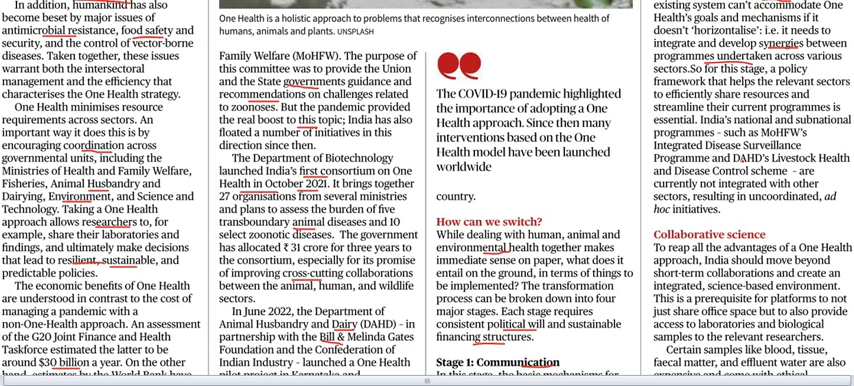 In addition, humankind has also
become beset by major issues of
antimicrobial resistance, food safety and
security, and the control of vector-borne
diseases. Taken together, these issues
warrant both the intersectoral
management and the efficiency that
characterises the One Health strategy.
One Health minimises resource
requirements across sectors. An
important way it does this is by
encouraging coordination across
governmental units, including the
Ministries of Health and Family Welfare,
Fisheries, Animal Husbandry and
Dairying, Environment, and Science and
Technology. Taking a One Health
approach allows researchers to, for
example, share their laboratories and
findings, and ultimately make decisions
that lead to resilient, sustainable, and
predictable policies.
The economic benefits of One Health
are understood in contrast to the cost of
managing a pandemic with a
non-One-Health approach. An assessment
of the G20 Joint Finance and Health
Taskforce estimated the latter to be
around $30 billion a year. On the other
hand, estimates by the World Bank have
One Health is a holistic approach to problems that recognises interconnections between health of
humans, animals and plants. UNSPLASH
Family Welfare (MoHFW). The purpose of
this committee was to provide the Union
and the State governments guidance and
recommendations on challenges related
to zoonoses. But the pandemic provided
the real boost to this topic; India has also
floated a number of initiatives in this
direction since then.
The Department of Biotechnology
launched India's first consortium on One
Health in October 2021. It brings together
27 organisations from several ministries
and plans to assess the burden of five
transboundary animal diseases and 10
select zoonotic diseases. The government
has allocated ₹ 31 crore for three years to
the consortium, especially for its promise
of improving cross-cutting collaborations
between the animal, human, and wildlife
sectors.
In June 2022, the Department of
Animal Husbandry and Dairy (DAHD) – in
partnership with the Bill & Melinda Gates
Foundation and the Confederation of
Indian Industry – launched a One Health
pilot project in Karnataka and
The COVID-19 pandemic highlighted
the importance of adopting a One
Health approach. Since then many
interventions based on the One
Health model have been launched
worldwide
country.
How can we switch?
While dealing with human, animal and
environmental health together makes
immediate sense on paper, what does it
entail on the ground, in terms of things to
be implemented? The transformation
process can be broken down into four
major stages. Each stage requires
consistent political will and sustainable
financing structures.
Stage 1: Communication
In this stage, the basic mechanisms for
existing system can't accommodate One
Health's goals and mechanisms if it
doesn't 'horizontalise': i.e. it needs to
integrate and develop synergies between
programmes undertaken across various
sectors.So for this stage, a policy
framework that helps the relevant sectors
to efficiently share resources and
streamline their current programmes is
essential. India's national and subnational
programmes – such as MoHFW's
Integrated Disease Surveillance
Programme and DAHD's Livestock Health
and Disease Control scheme – are
currently not integrated with other
sectors, resulting in uncoordinated, ad
hoc initiatives.
Collaborative science
To reap all the advantages of a One Health
approach, India should move beyond
short-term collaborations and create an
integrated, science-based environment.
This is a prerequisite for platforms to not
just share office space but to also provide
access to laboratories and biological
samples to the relevant researchers.
Certain samples like blood, tissue,
faecal matter, and effluent water are also
expensive and come with ethical